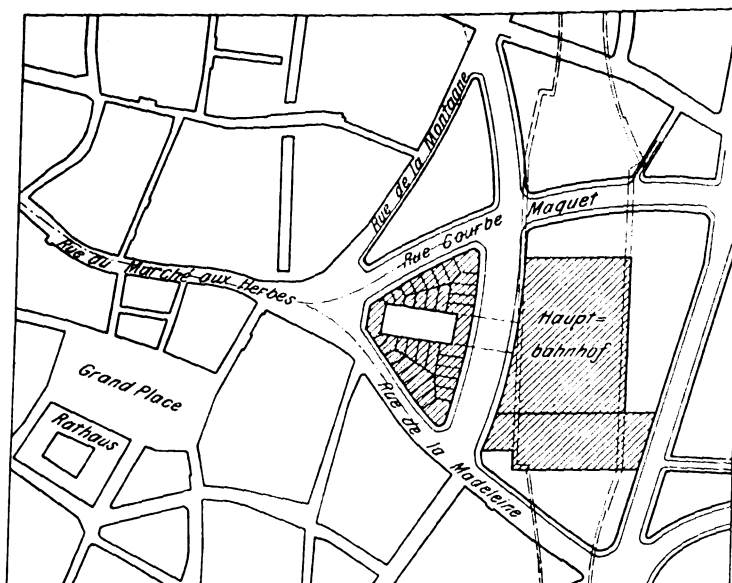 Rue de la Montagne
Rue Courbe Maquet
Rue du Marché aux Herbes
Haupt=
bahnhof
Grand Place
Rathaus
Rue de la Madeleine